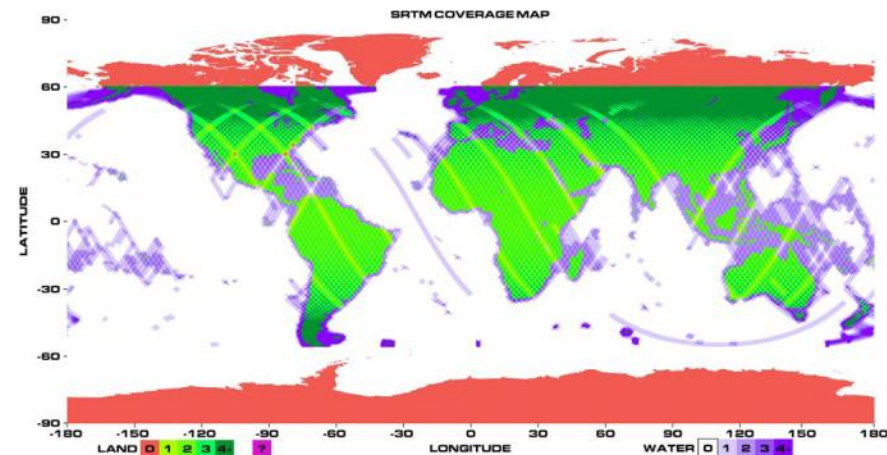 SRTM COVERAGE MAP
90
60
30
0
-30
-60
-90
LATITUDE
-180 -150 -120 -90 -60 -30 0 30 60 90 120 150 180
LAND 0 1 2 3 4+ ? LONGITUDE WATER 0 1 2 3 4+